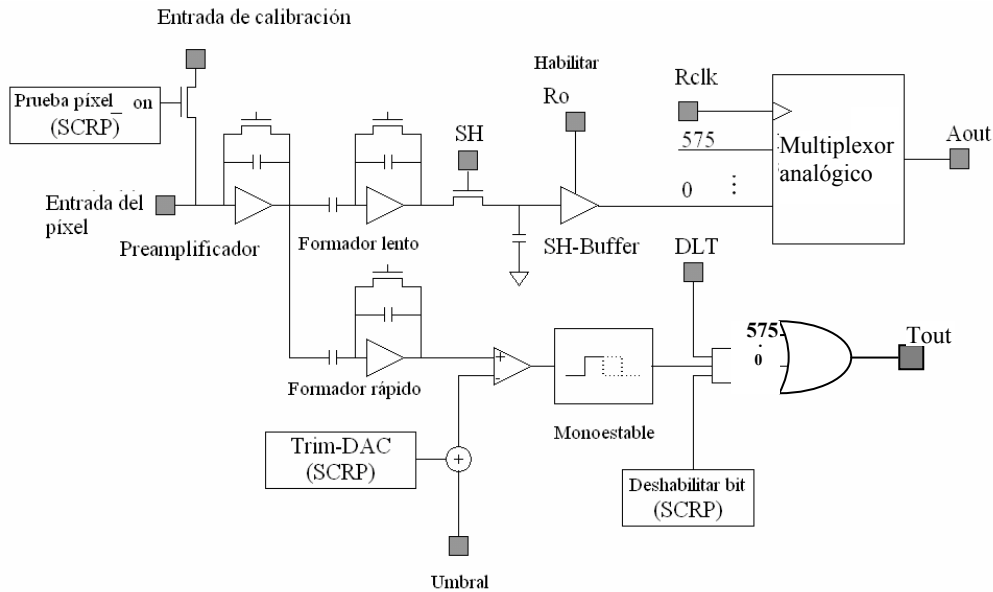 Entrada de calibración
Prueba píxel_ on
(SCRP)
Habilitar
Ro
SH
Rclk
575
0
Multiplexor
analógico
Aout
Entrada del
píxel
Preamplificador
Formador lento
SH-Buffer
DLT
575
0
Tout
+
-
Formador rápido
Monoestable
Trim-DAC
(SCRP)
+
Deshabilitar bit
(SCRP)
Umbral